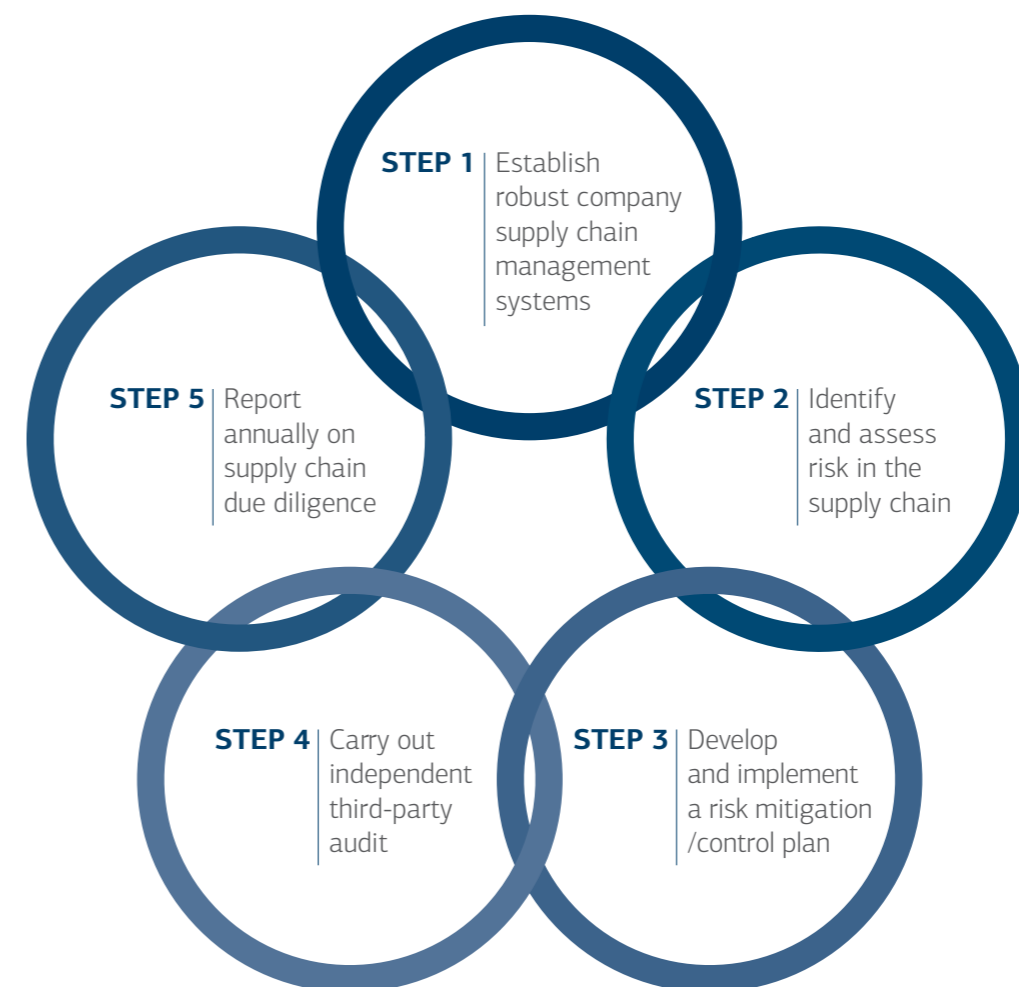 STEP 1
Establish
robust company
supply chain
management
systems
STEP 2
Identify
and assess
risk in the
supply chain
STEP 3
Develop
and implement
a risk mitigation
/control plan
STEP 4
Carry out
independent
third-party
audit
STEP 5
Report
annually on
supply chain
due diligence